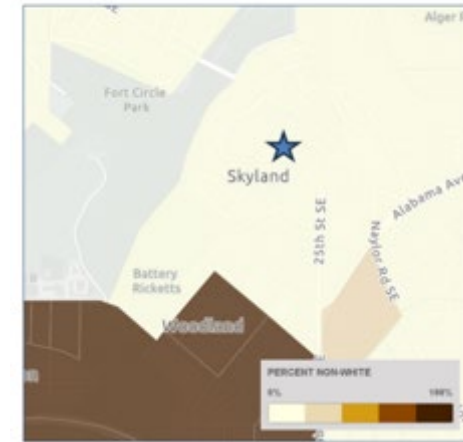 Alger
Fort Circle
Park
Skyland
Alabama Ave
25th St SE
Naylor Rd SE
Battery
Ricketts
Woodland
PERCENT NON-WHITE
0% 100%